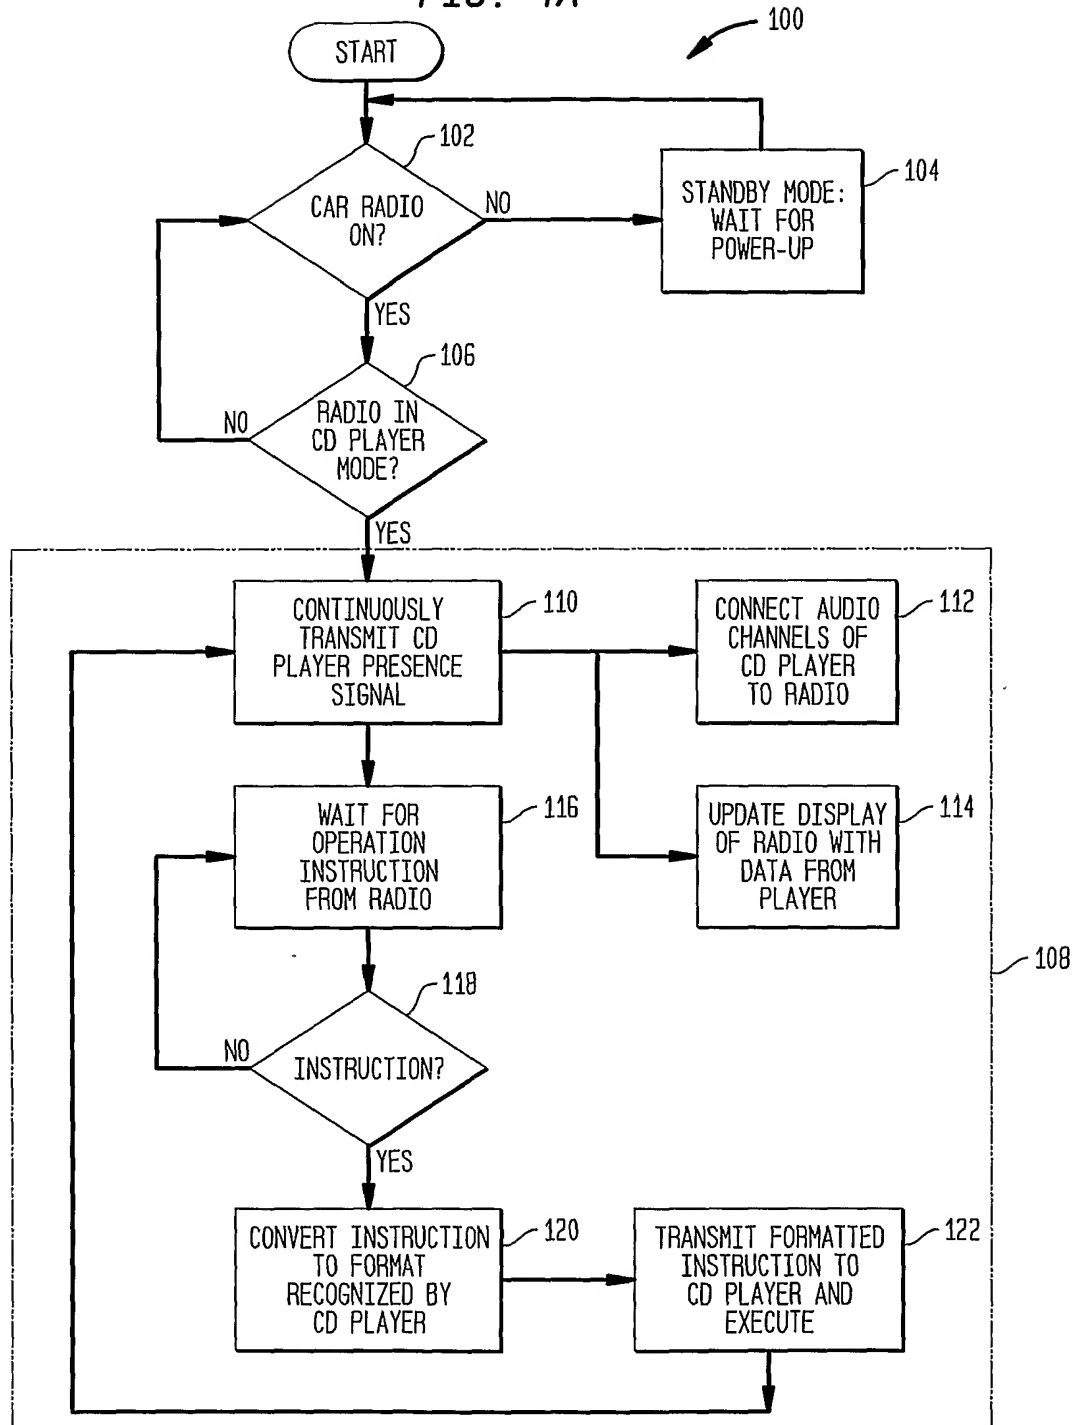 FIG. 4A
100
START
102
CAR RADIO
ON?
NO
104
STANDBY MODE:
WAIT FOR
POWER-UP
YES
106
RADIO IN
CD PLAYER
MODE?
NO
YES
110
CONTINUOUSLY
TRANSMIT CD
PLAYER PRESENCE
SIGNAL
112
CONNECT AUDIO
CHANNELS OF
CD PLAYER
TO RADIO
116
WAIT FOR
OPERATION
INSTRUCTION
FROM RADIO
114
UPDATE DISPLAY
OF RADIO WITH
DATA FROM
PLAYER
108
118
INSTRUCTION?
NO
YES
120
CONVERT INSTRUCTION
TO FORMAT
RECOGNIZED BY
CD PLAYER
122
TRANSMIT FORMATTED
INSTRUCTION TO
CD PLAYER AND
EXECUTE